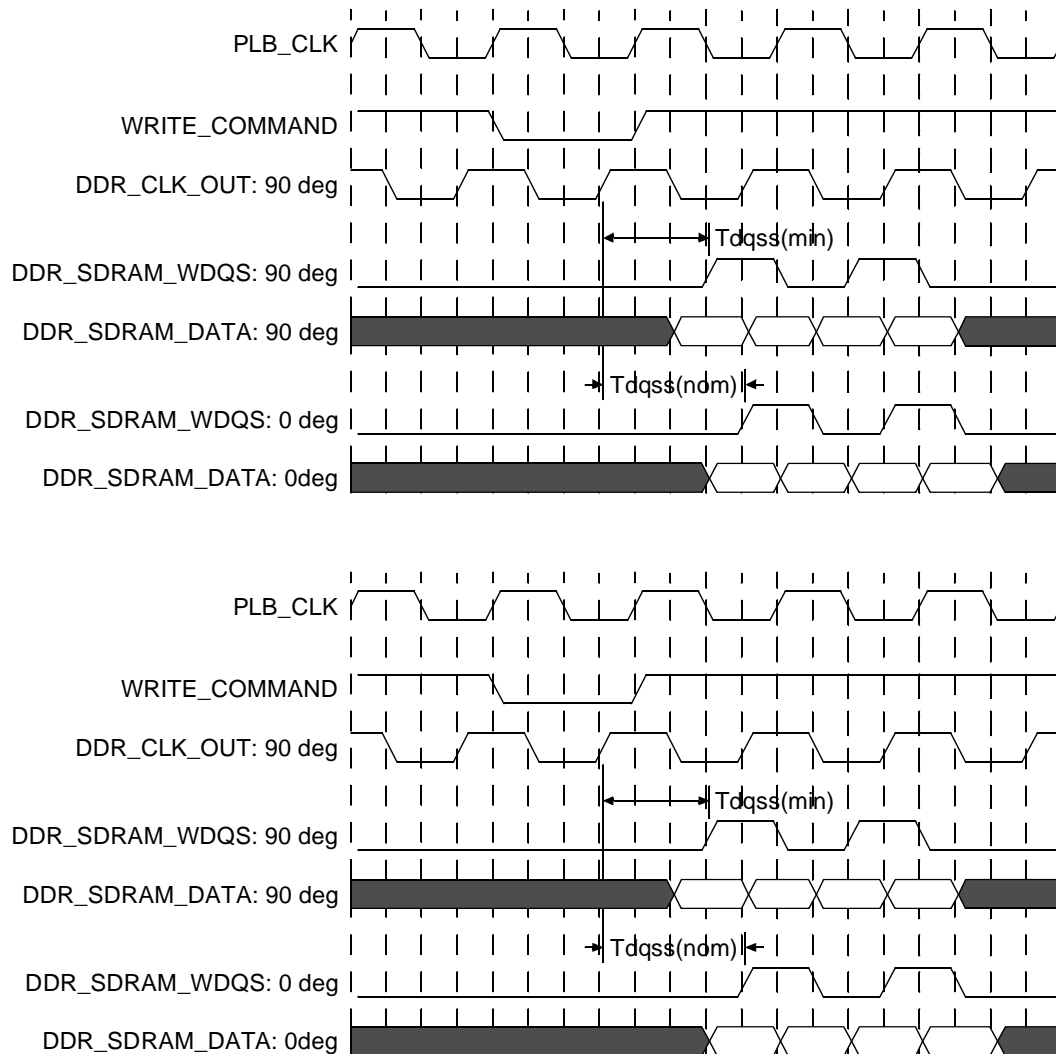 PLB_CLK
WRITE_COMMAND
DDR_CLK_OUT: 90 deg
Tdqss(min)
DDR_SDRAM_WDQS: 90 deg
DDR_SDRAM_DATA: 90 deg
Tdqss(nom)
DDR_SDRAM_WDQS: 0 deg
DDR_SDRAM_DATA: 0deg
PLB_CLK
WRITE_COMMAND
DDR_CLK_OUT: 90 deg
Tdqss(min)
DDR_SDRAM_WDQS: 90 deg
DDR_SDRAM_DATA: 90 deg
Tdqss(nom)
DDR_SDRAM_WDQS: 0 deg
DDR_SDRAM_DATA: 0deg